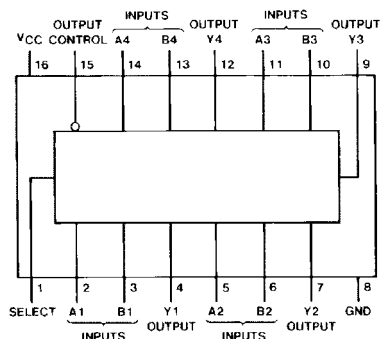 INPUTS INPUTS
OUTPUT OUTPUT OUTPUT
VCC CONTROL A4 B4 Y4 A3 B3 Y3
16 15 14 13 12 11 10 9
1 2 3 4 5 6 7 8
SELECT A1 B1 Y1 A2 B2 Y2 GND
INPUTS OUTPUT INPUTS OUTPUT